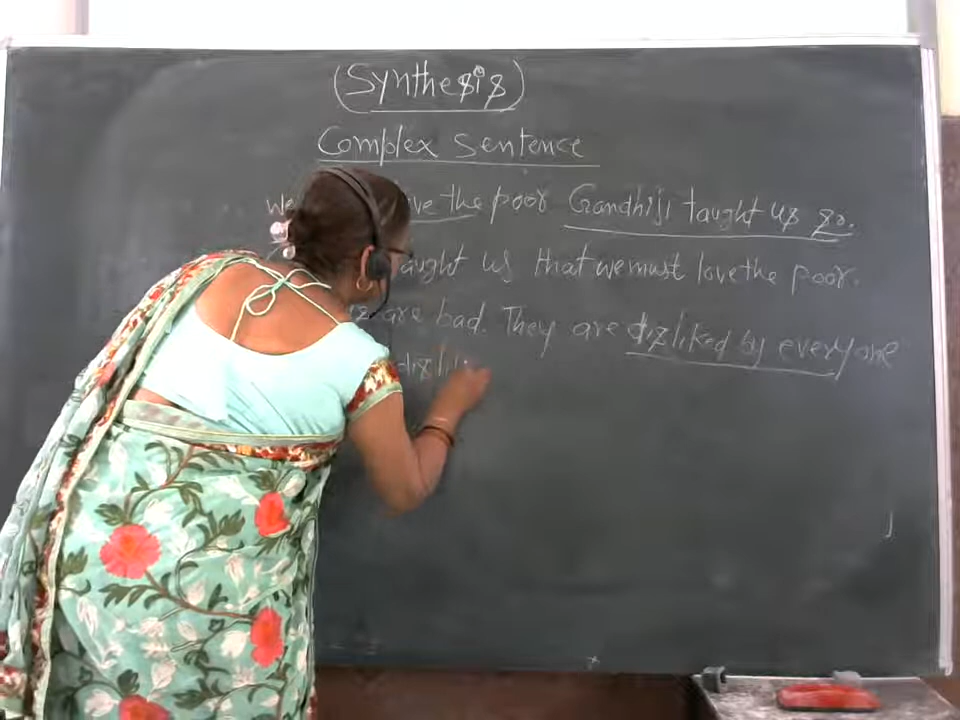 (Synthesis)
Complex Sentence
we the poor Gandhiji taught us so.
us that we must love the poor.
are bad. They are disliked by everyone